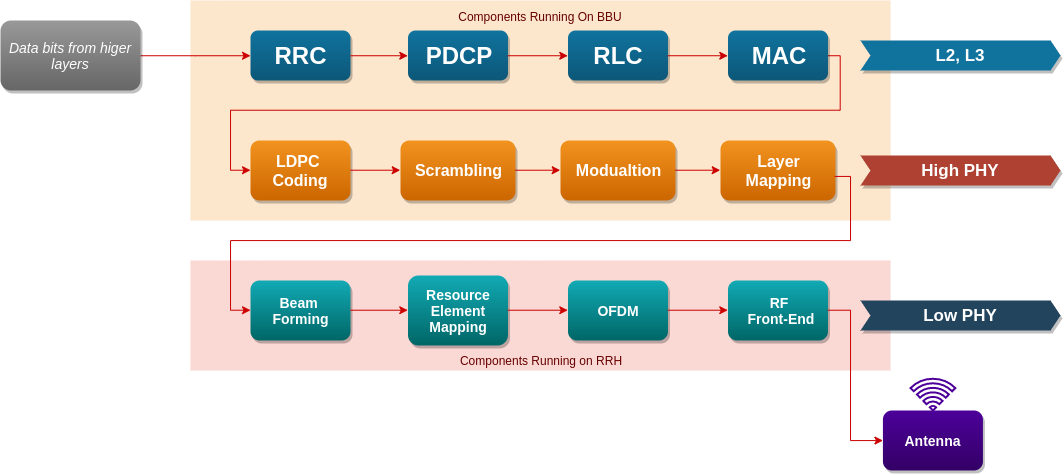 Components Running On BBU
Data bits from higer
layers
RRC
PDCP
RLC
MAC
L2, L3
LDPC
Coding
Scrambling
Modualtion
Layer
Mapping
High PHY
Beam
Forming
Resource
Element
Mapping
OFDM
RF
Front-End
Low PHY
Components Running on RRH
Antenna